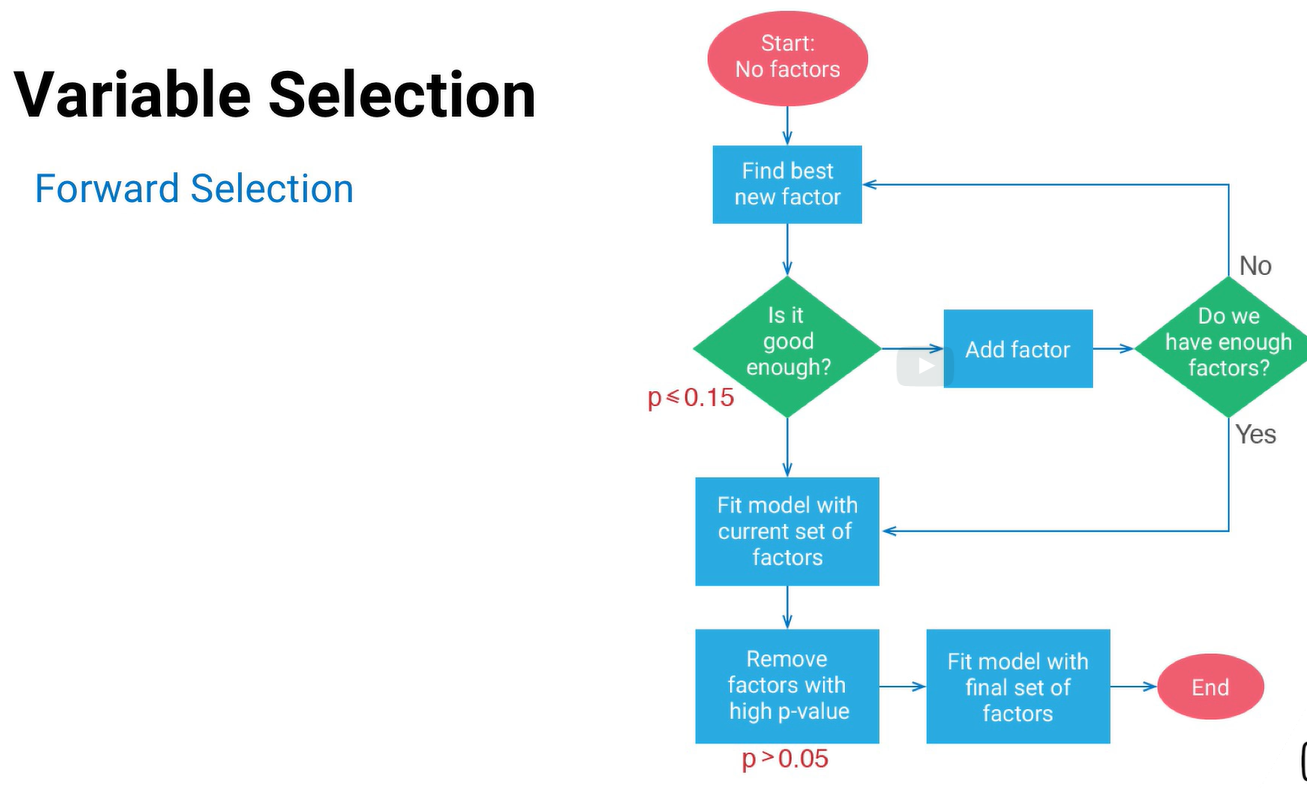 Variable Selection
Forward Selection
Start:
No factors
Find best
new factor
Is it
good
enough?
p≤0.15
Add factor
Do we
have enough
factors?
No
Yes
Fit model with
current set of
factors
Remove
factors with
high p-value
p>0.05
Fit model with
final set of
factors
End